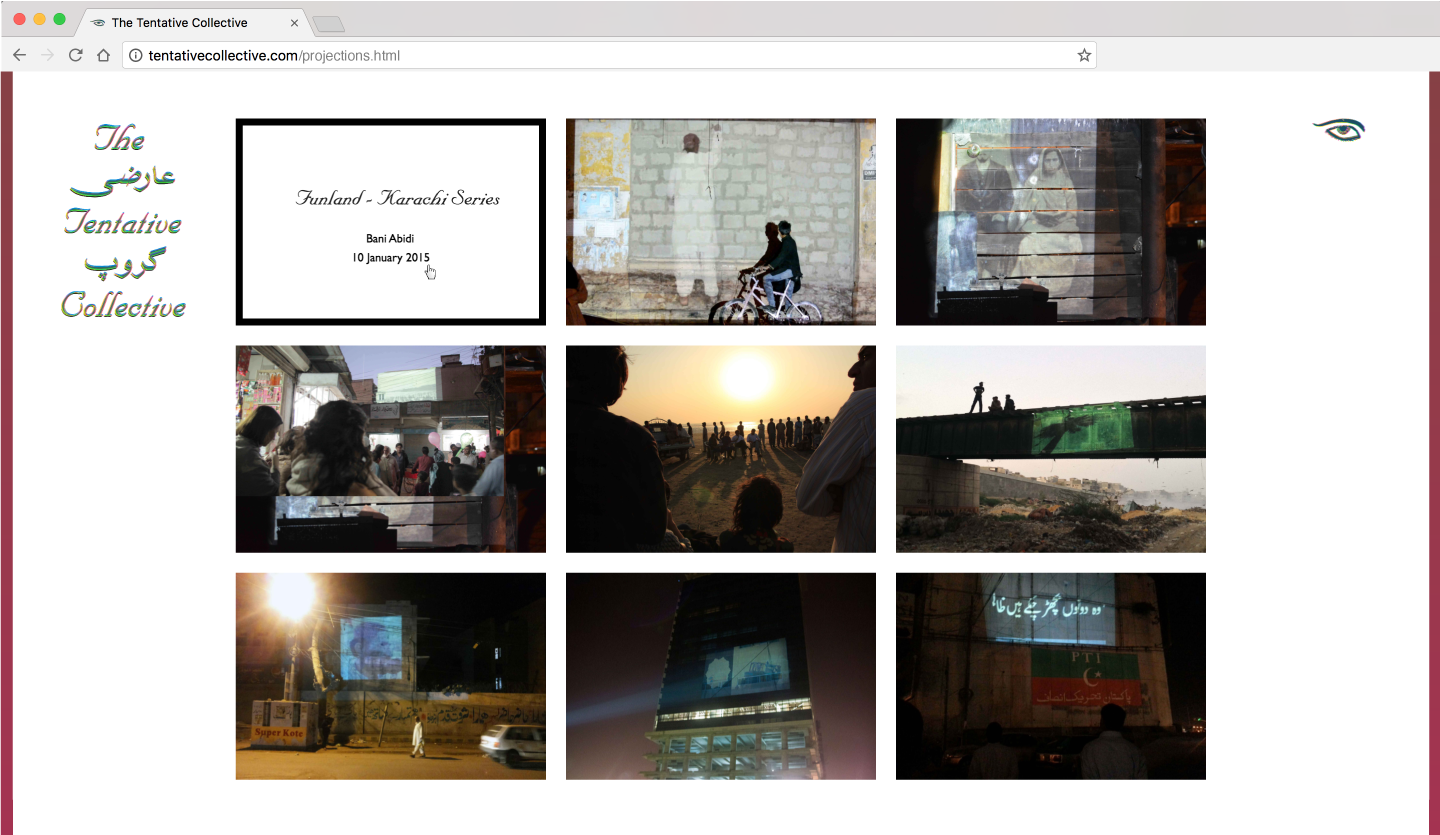 The Tentative Collective
tentativecollective.com/projections.html
The
عارضی
Tentative
گروپ
Collective
Funland - Karachi Series
Bani Abidi
10 January 2015
Super Kote
وہ دونوں بچھڑ چکے ہیں
PTI
پاکستان تحریک انصاف